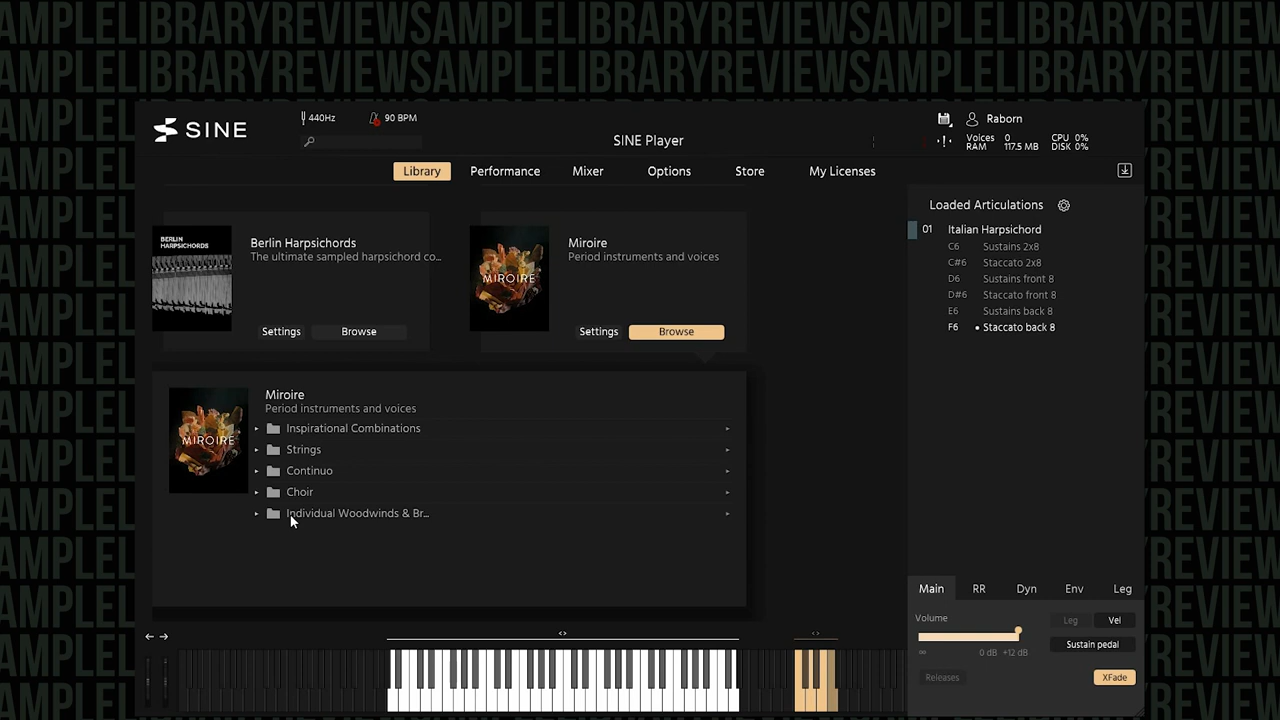 AMPLELIBRARYREVIEWSAMPLELIBRARYREVIEWSAMPLELIBRARYREVIEWSAMPLELIBRARYREVIEWS
SINE
440Hz
90 BPM
SINE Player
Raborn
Voices 0
RAM 117.5 MB
CPU 0%
DISK 0%
Library Performance Mixer Options Store My Licenses
BERLIN
HARPSICHORDS
Berlin Harpsichords
The ultimate sampled harpsichord co...
Settings Browse
MIROIRE
Miroire
Period instruments and voices
Settings Browse
MIROIRE
Miroire
Period instruments and voices
Inspirational Combinations
Strings
Continuo
Choir
Individual Woodwinds & Br...
Loaded Articulations
01 Italian Harpsichord
C6 Sustains 2x8
C#6 Staccato 2x8
D6 Sustains front 8
D#6 Staccato front 8
E6 Sustains back 8
F6 Staccato back 8
Main RR Dyn Env Leg
Volume
Leg Vel
∞ 0 dB +12 dB
Sustain pedal
Releases
XFade